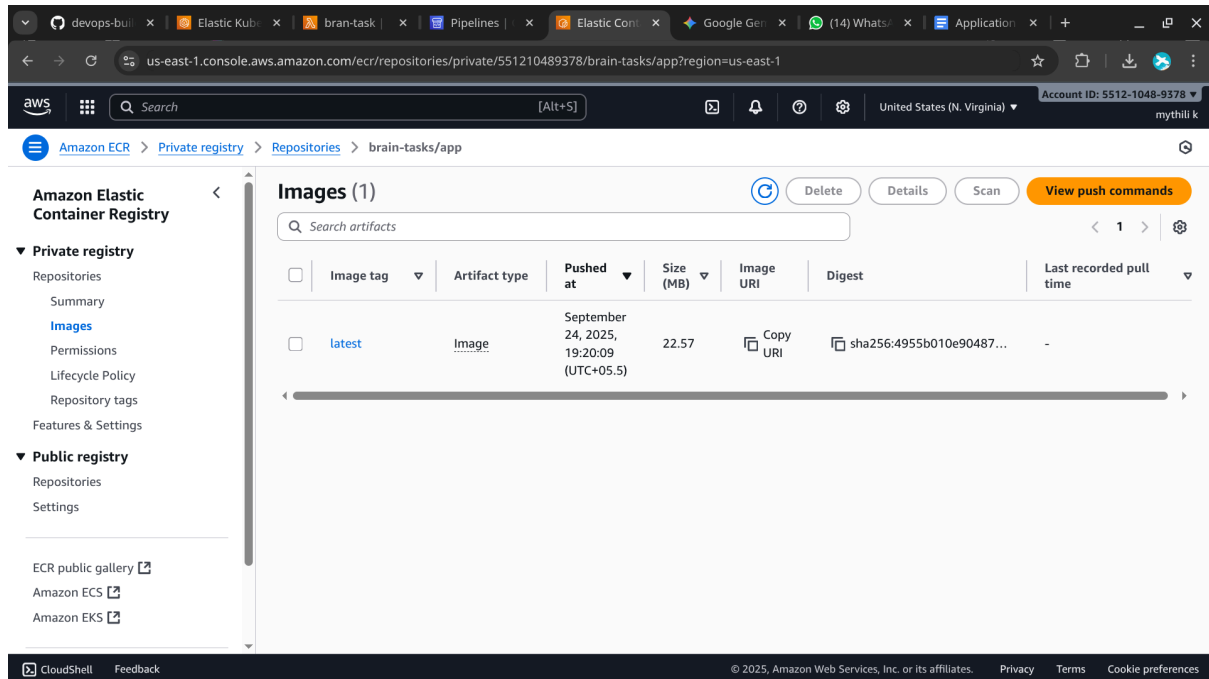 devops-buil
Elastic Kube
bran-task |
Pipelines |
Elastic Cont
Google Gen
(14) Whats
Application
us-east-1.console.aws.amazon.com/ecr/repositories/private/551210489378/brain-tasks/app?region=us-east-1
aws
Search
[Alt+S]
United States (N. Virginia)
Account ID: 5512-1048-9378
mythili k
Amazon ECR > Private registry > Repositories > brain-tasks/app
Amazon Elastic
Container Registry
Private registry
Repositories
Summary
Images
Permissions
Lifecycle Policy
Repository tags
Features & Settings
Public registry
Repositories
Settings
ECR public gallery
Amazon ECS
Amazon EKS
Images (1)
Delete
Details
Scan
View push commands
Search artifacts
1
Image tag
Artifact type
Pushed
at
Size
(MB)
Image
URI
Digest
Last recorded pull
time
latest
Image
September
24, 2025,
19:20:09
(UTC+05.5)
22.57
Copy
URI
sha256:4955b010e90487...
-
CloudShell
Feedback
© 2025, Amazon Web Services, Inc. or its affiliates.
Privacy
Terms
Cookie preferences